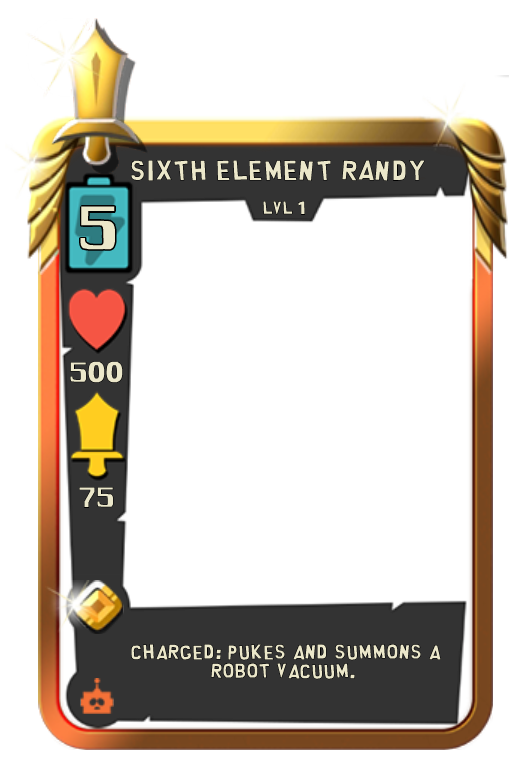 SIXTH ELEMENT RANDY
LVL 1
5
500
75
CHARGED: PUKES AND SUMMONS A
ROBOT VACUUM.